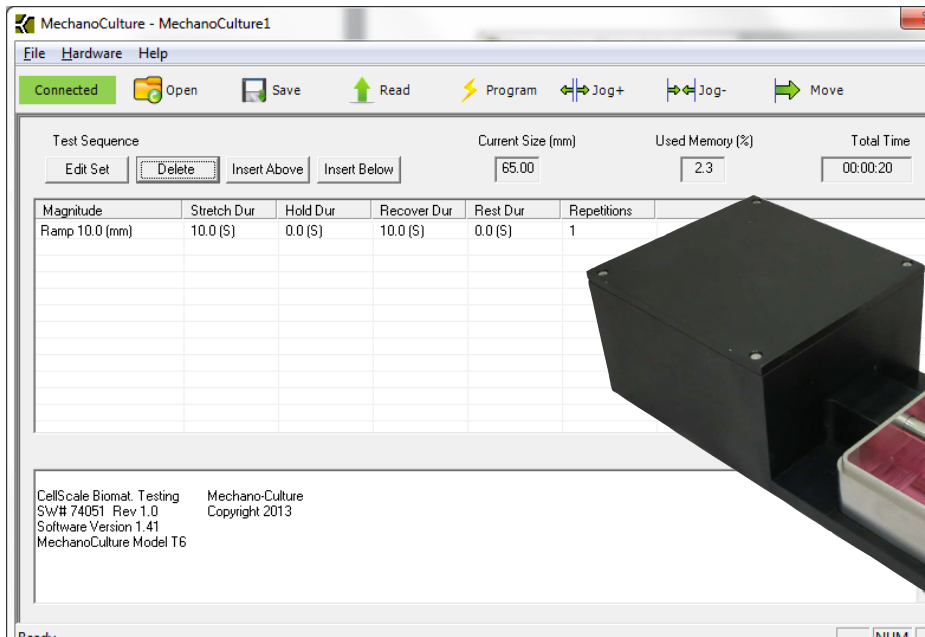 MechanoCulture - MechanoCulture1
File Hardware Help
Connected Open Save Read Program Jog+ Jog- Move
Test Sequence Current Size (mm) Used Memory (%) Total Time
Edit Set Delete Insert Above Insert Below 65.00 2.3 00:00:20
Magnitude Stretch Dur Hold Dur Recover Dur Rest Dur Repetitions
Ramp 10.0 (mm) 10.0 (S) 0.0 (S) 10.0 (S) 0.0 (S) 1
CellScale Biomat. Testing Mechano-Culture
SW# 74051 Rev 1.0 Copyright 2013
Software Version 1.41
MechanoCulture Model T6
Ready NUM